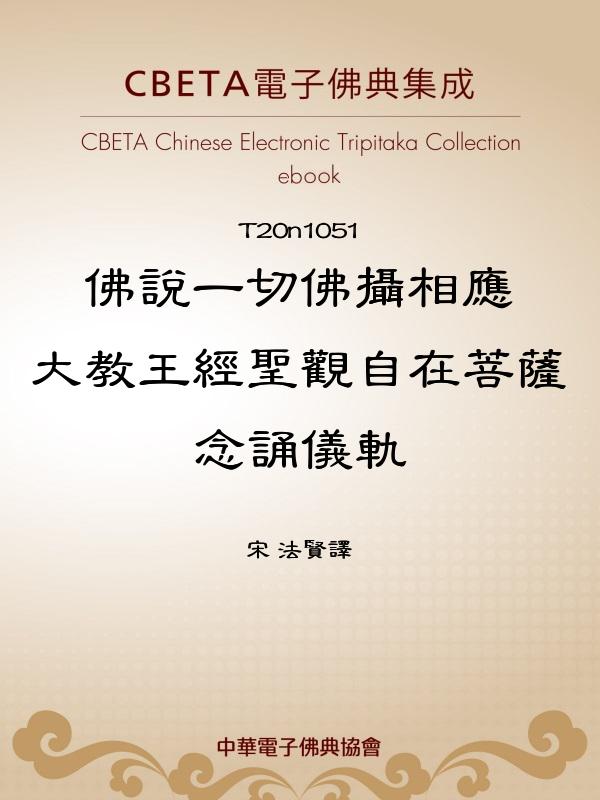 CBETA電子佛典集成
CBETA Chinese Electronic Tripitaka Collection
ebook
T20n1051
佛說一切佛攝相應
大教王經聖觀自在菩薩
念誦儀軌
宋 法賢譯
中華電子佛典協會